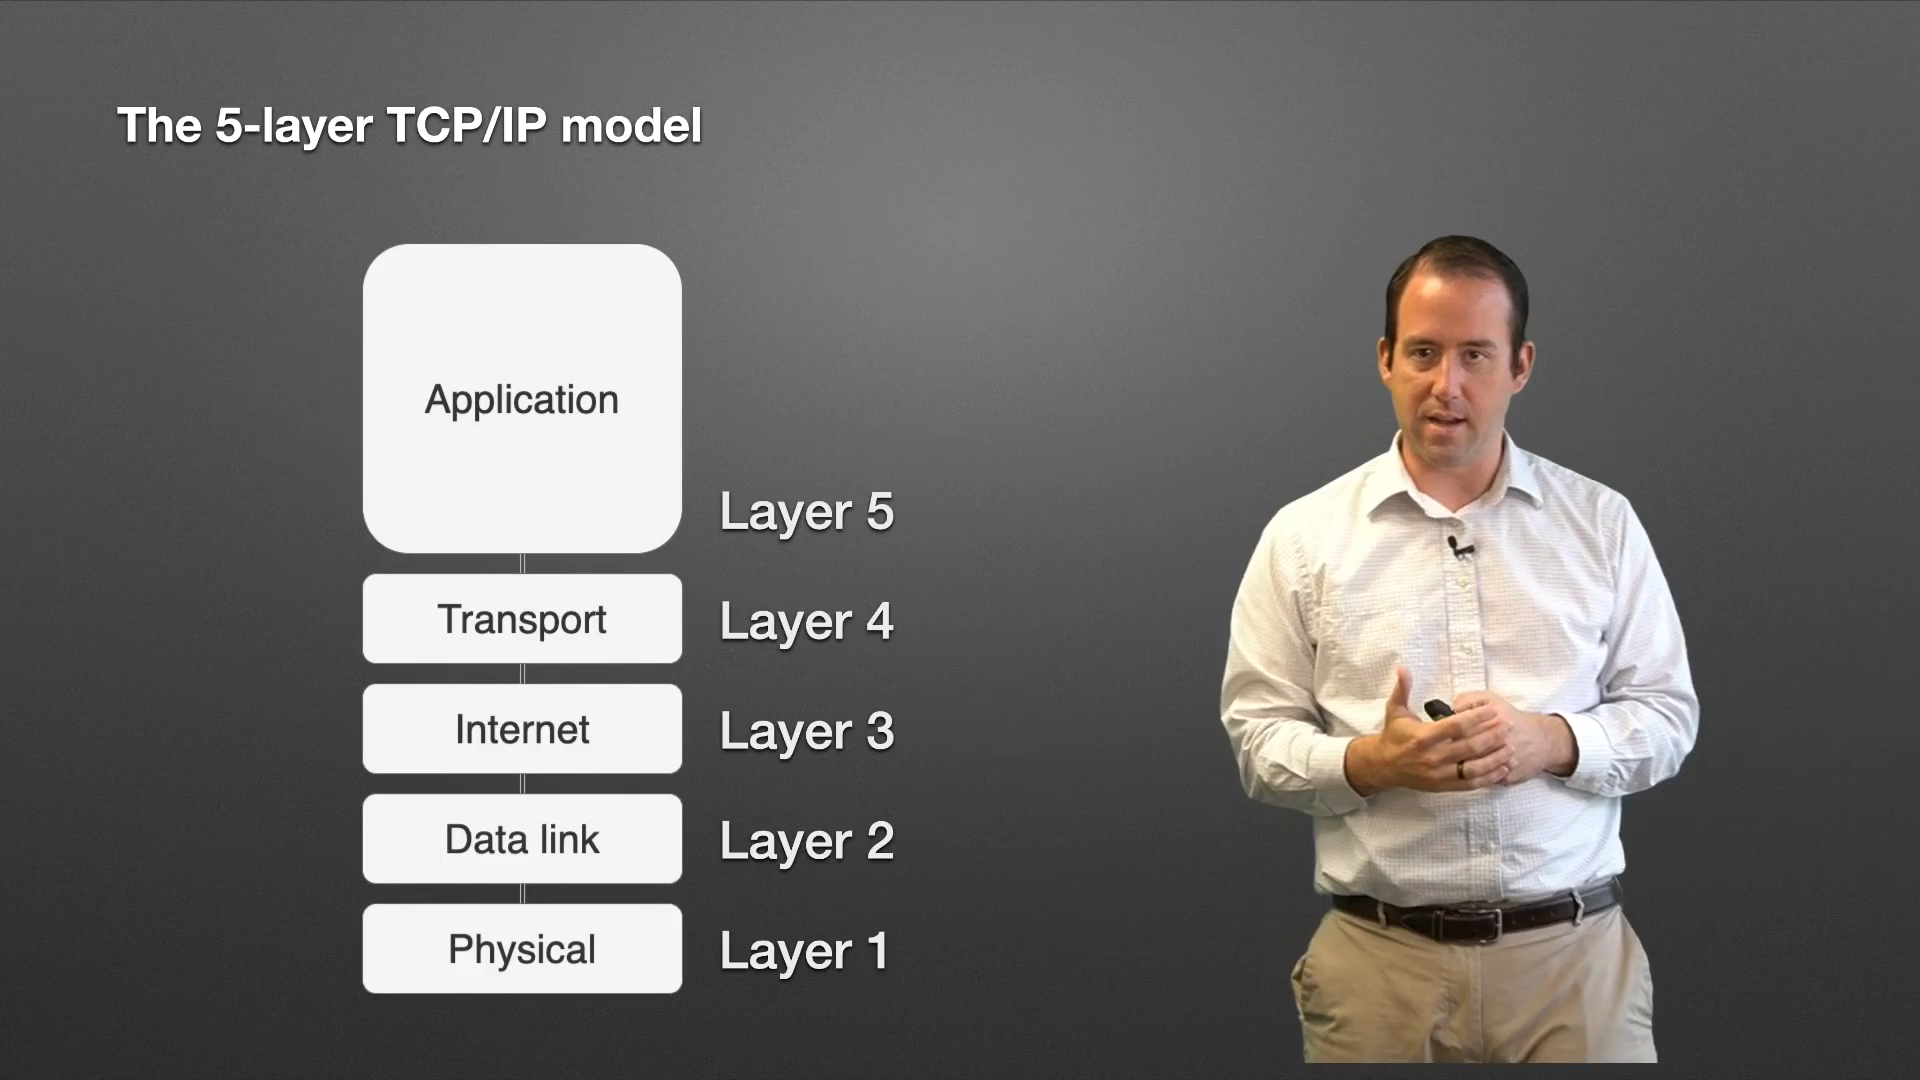 The 5-layer TCP/IP model
Application
Layer 5
Transport
Layer 4
Internet
Layer 3
Data link
Layer 2
Physical
Layer 1